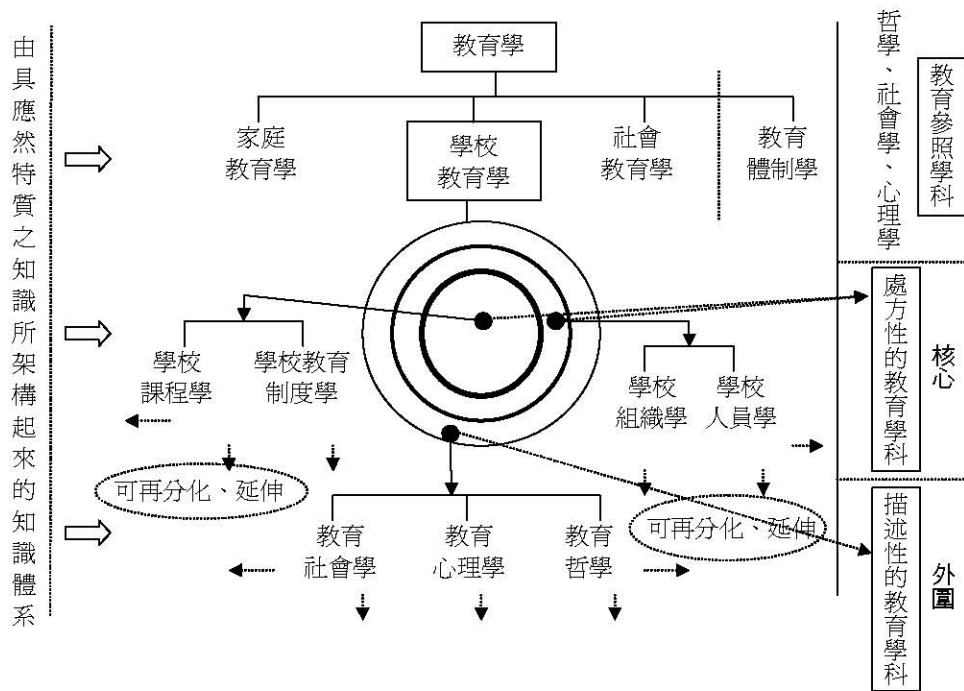 由具應然特質之知識所架構起來的知識體系
教育學
家庭
教育學
學校
教育學
社會
教育學
教育
體制學
哲學、社會學、心理學
教育參照學科
學校
課程學
學校教育
制度學
學校
組織學
學校
人員學
處方性的教育學科
核心
可再分化、延伸
可再分化、延伸
教育
社會學
教育
心理學
教育
哲學
描述性的教育學科
外圍